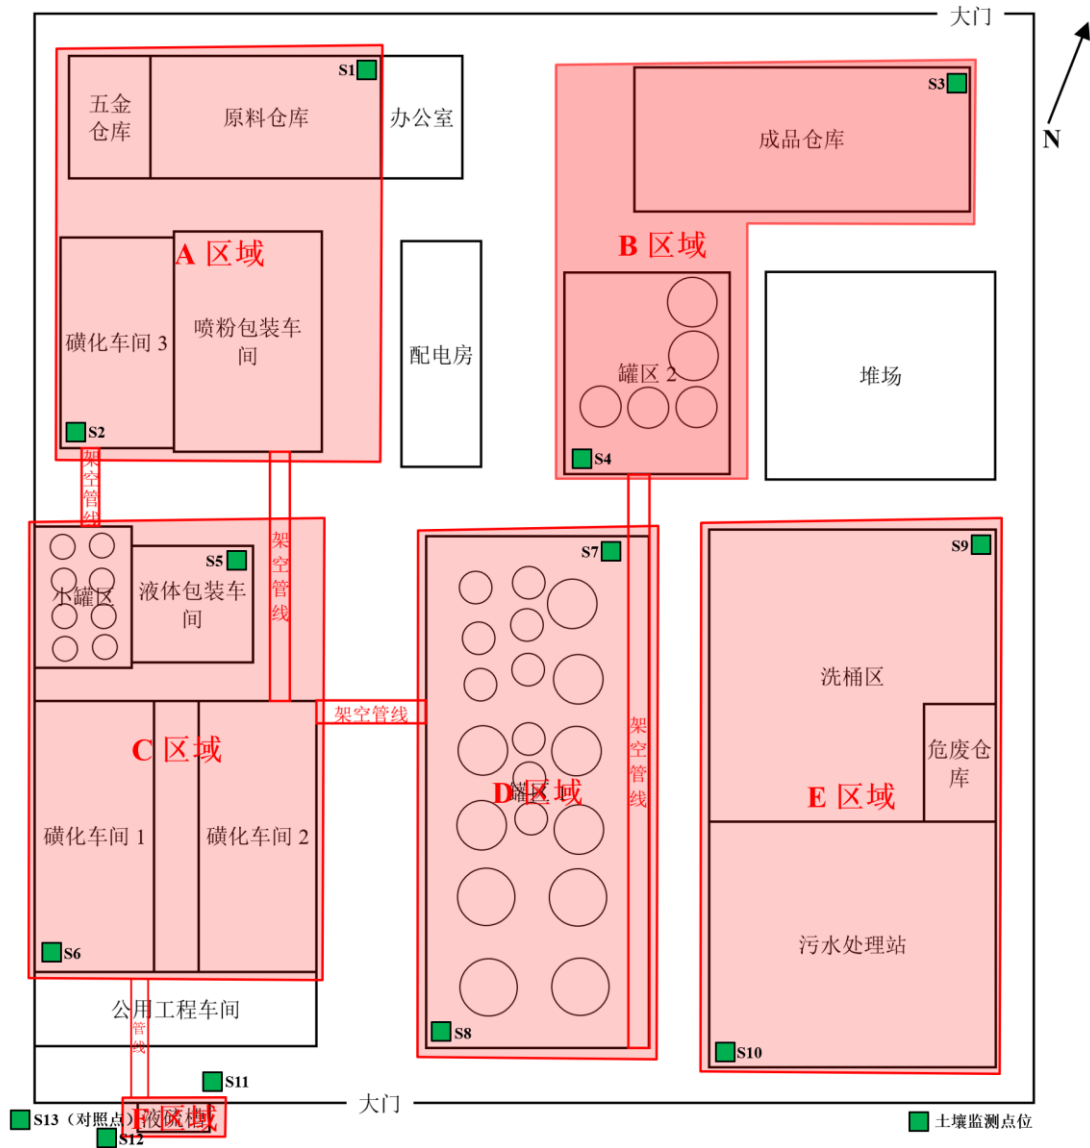 大门
N
S1
五金
仓库
原料仓库
办公室
S3
成品仓库
A 区域
B 区域
磺化车间 3
喷粉包装车
间
配电房
罐区 2
堆场
S2
S4
架空管线
架空管线
S5
小罐区
液体包装车
间
S7
S9
洗桶区
架空管线
架空管线
C 区域
D 区域
罐区 1
危废仓
库
E 区域
磺化车间 1
磺化车间 2
污水处理站
S6
S8
S10
公用工程车间
管线
S11
大门
S13（对照点）
F 区域
S12
土壤监测点位